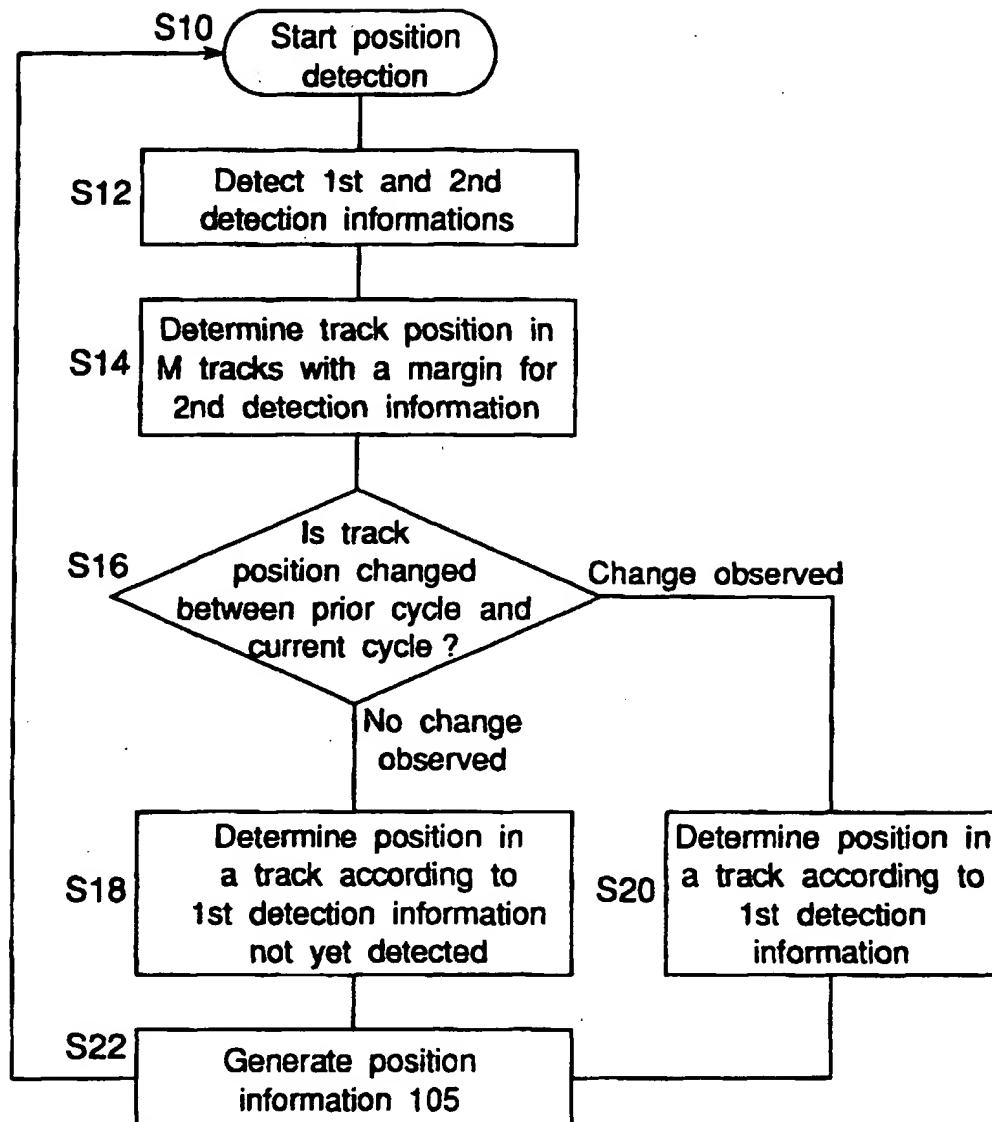 S10
Start position
detection
S12
Detect 1st and 2nd
detection informations
S14
Determine track position in
M tracks with a margin for
2nd detection information
S16
Is track
position changed
between prior cycle and
current cycle ?
Change observed
No change
observed
S18
Determine position in
a track according to
1st detection information
not yet detected
S20
Determine position in
a track according to
1st detection
information
S22
Generate position
information 105